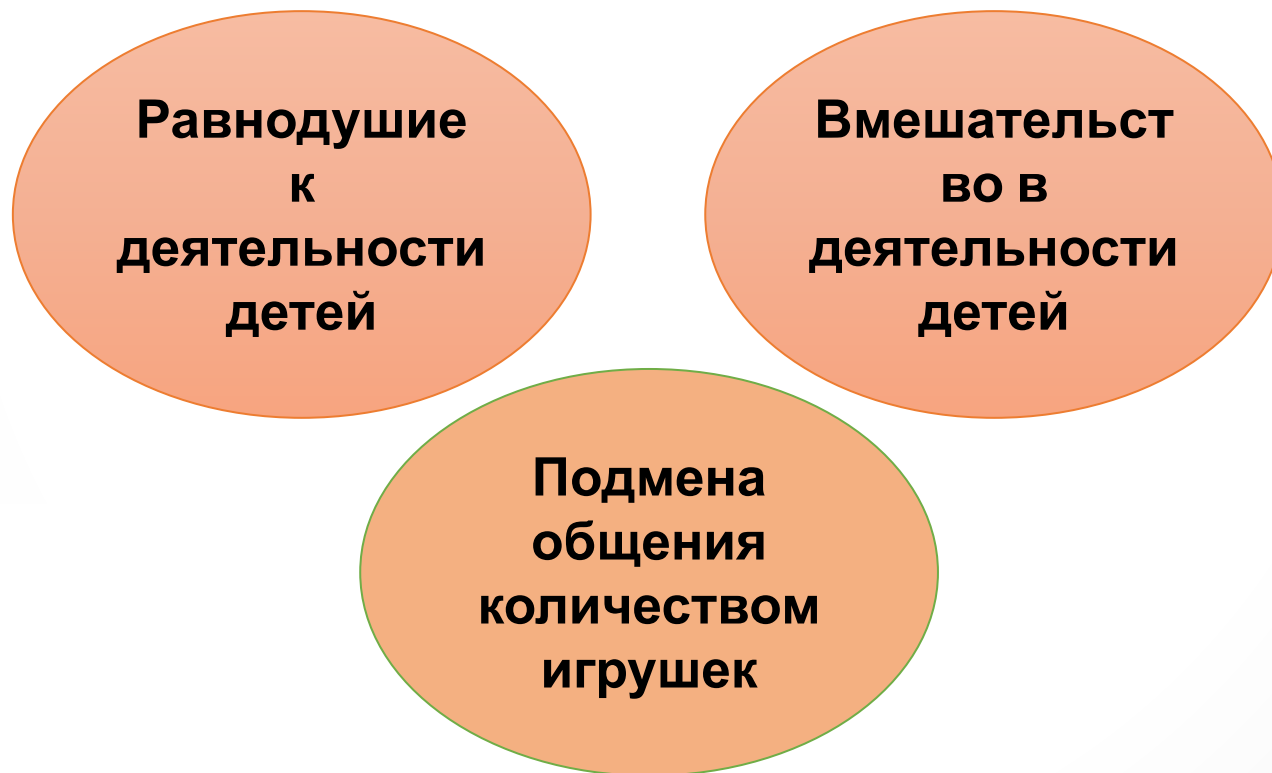 Равнодушие
к
деятельности
детей
Вмешательст
во в
деятельности
детей
Подмена
общения
количеством
игрушек